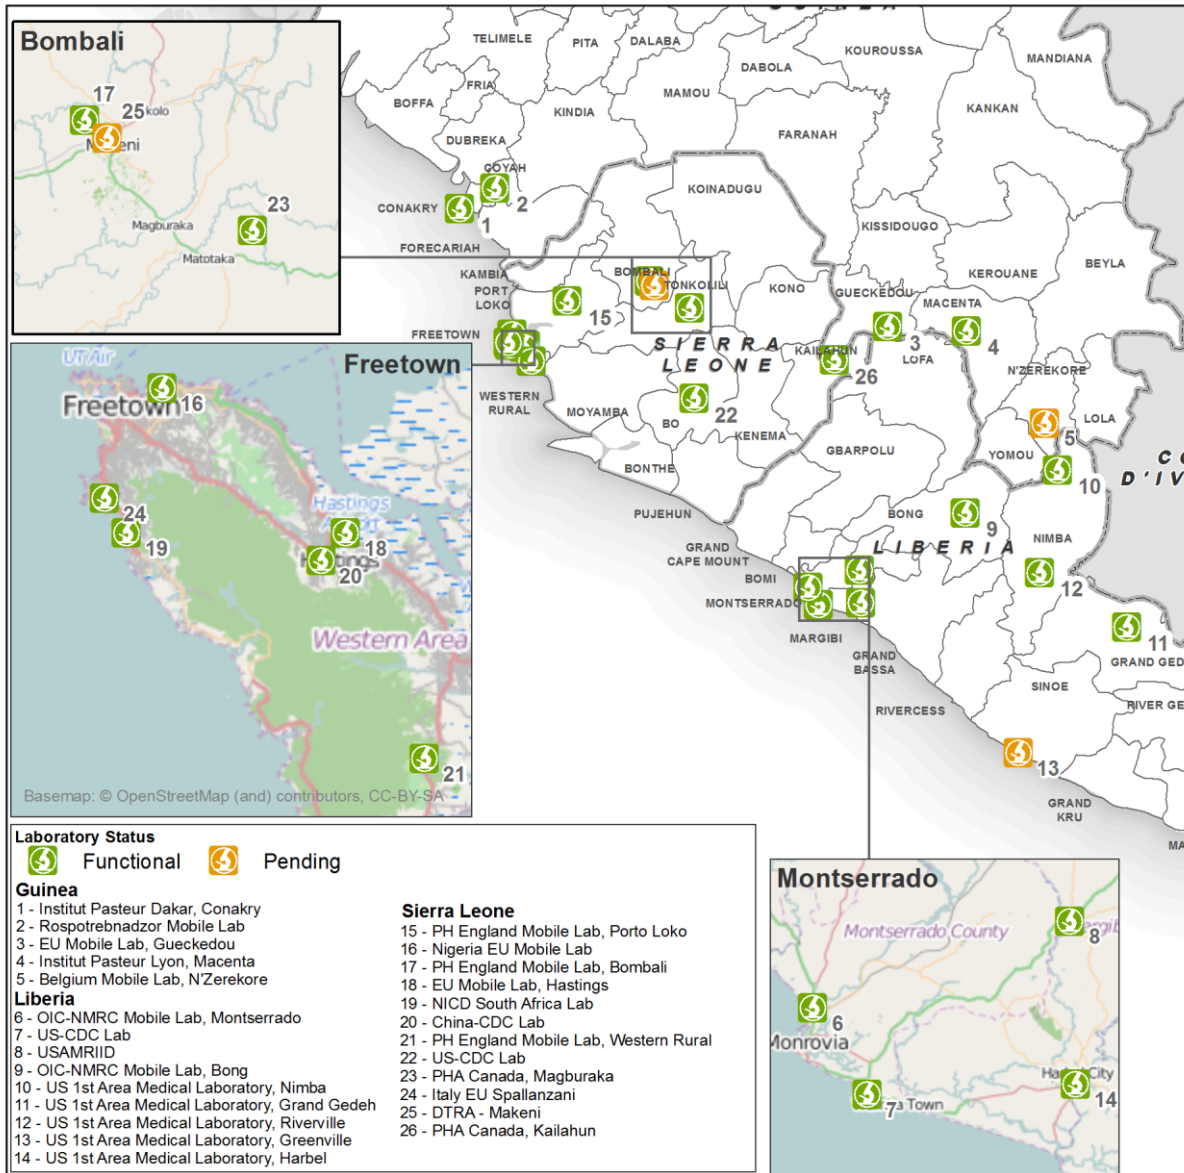 GUINEA
Bombali
17
25
kolo
M eni
23
Magburaka
Matotaka
TELIMELE
PITA
DALABA
KOUROUSSA
MANDIANA
DABOLA
FRIA
BOFFA
KINDIA
MAMOU
KANKAN
DUBREKA
FARANAH
COYAH
KOINADUGU
CONAKRY
2
1
KISSIDOUGO
FORECARIAH
BEYLA
KAMBIA
BOMBALI
KEROUANE
PORT
LOKO
TONKOLILI
KONO
GUECKEDOU
MACENTA
15
FREETOWN
SIERRA
LEONE
KAILAHUN
3
LOFA
4
26
N'ZEREKORE
WESTERN
RURAL
MOYAMBA
22
BO
KENEMA
LOLA
5
GBARPOLU
YOMOU
CO
D'IV
10
BONTHE
PUJEHUN
BONG
9
NIMBA
GRAND
CAPE MOUNT
LIBERIA
BOMI
12
MONTSERRADO
MARGIBI
11
GRAND GED
GRAND
BASSA
SINOE
RIVER GE
RIVERCESS
13
GRAND
KRU
MA
UT Air
Freetown
Freetown
16
24
19
Hastings
18
20
Western Area
21
Basemap: © OpenStreetMap (and) contributors, CC-BY-SA
Laboratory Status
Functional Pending
Guinea
1 - Institut Pasteur Dakar, Conakry
2 - Rospotrebnadzor Mobile Lab
3 - EU Mobile Lab, Gueckedou
4 - Institut Pasteur Lyon, Macenta
5 - Belgium Mobile Lab, N'Zerekore
Liberia
6 - OIC-NMRC Mobile Lab, Montserrado
7 - US-CDC Lab
8 - USAMRIID
9 - OIC-NMRC Mobile Lab, Bong
10 - US 1st Area Medical Laboratory, Nimba
11 - US 1st Area Medical Laboratory, Grand Gedeh
12 - US 1st Area Medical Laboratory, Riverville
13 - US 1st Area Medical Laboratory, Greenville
14 - US 1st Area Medical Laboratory, Harbel
Sierra Leone
15 - PH England Mobile Lab, Porto Loko
16 - Nigeria EU Mobile Lab
17 - PH England Mobile Lab, Bombali
18 - EU Mobile Lab, Hastings
19 - NICD South Africa Lab
20 - China-CDC Lab
21 - PH England Mobile Lab, Western Rural
22 - US-CDC Lab
23 - PHA Canada, Magburaka
24 - Italy EU Spallanzani
25 - DTRA - Makeni
26 - PHA Canada, Kailahun
Montserrado
Montserrado County
8
6
Monrovia
City
14
7
Town